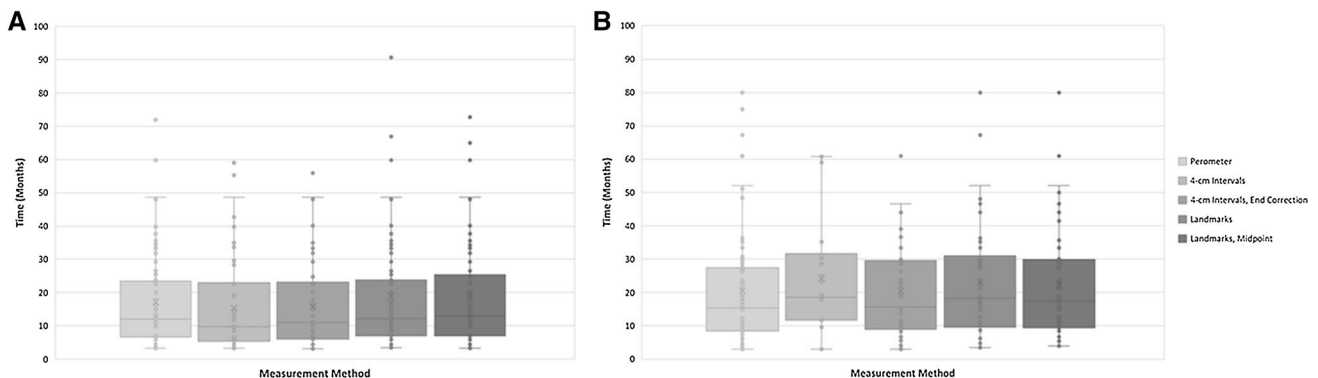 A
100
90
80
70
60
50
40
30
20
10
0
Time (Months)
Measurement Method
B
100
90
80
70
60
50
40
30
20
10
0
Time (Months)
Measurement Method
Perometer
4-cm Intervals
4-cm Intervals, End Correction
Landmarks
Landmarks, Midpoint